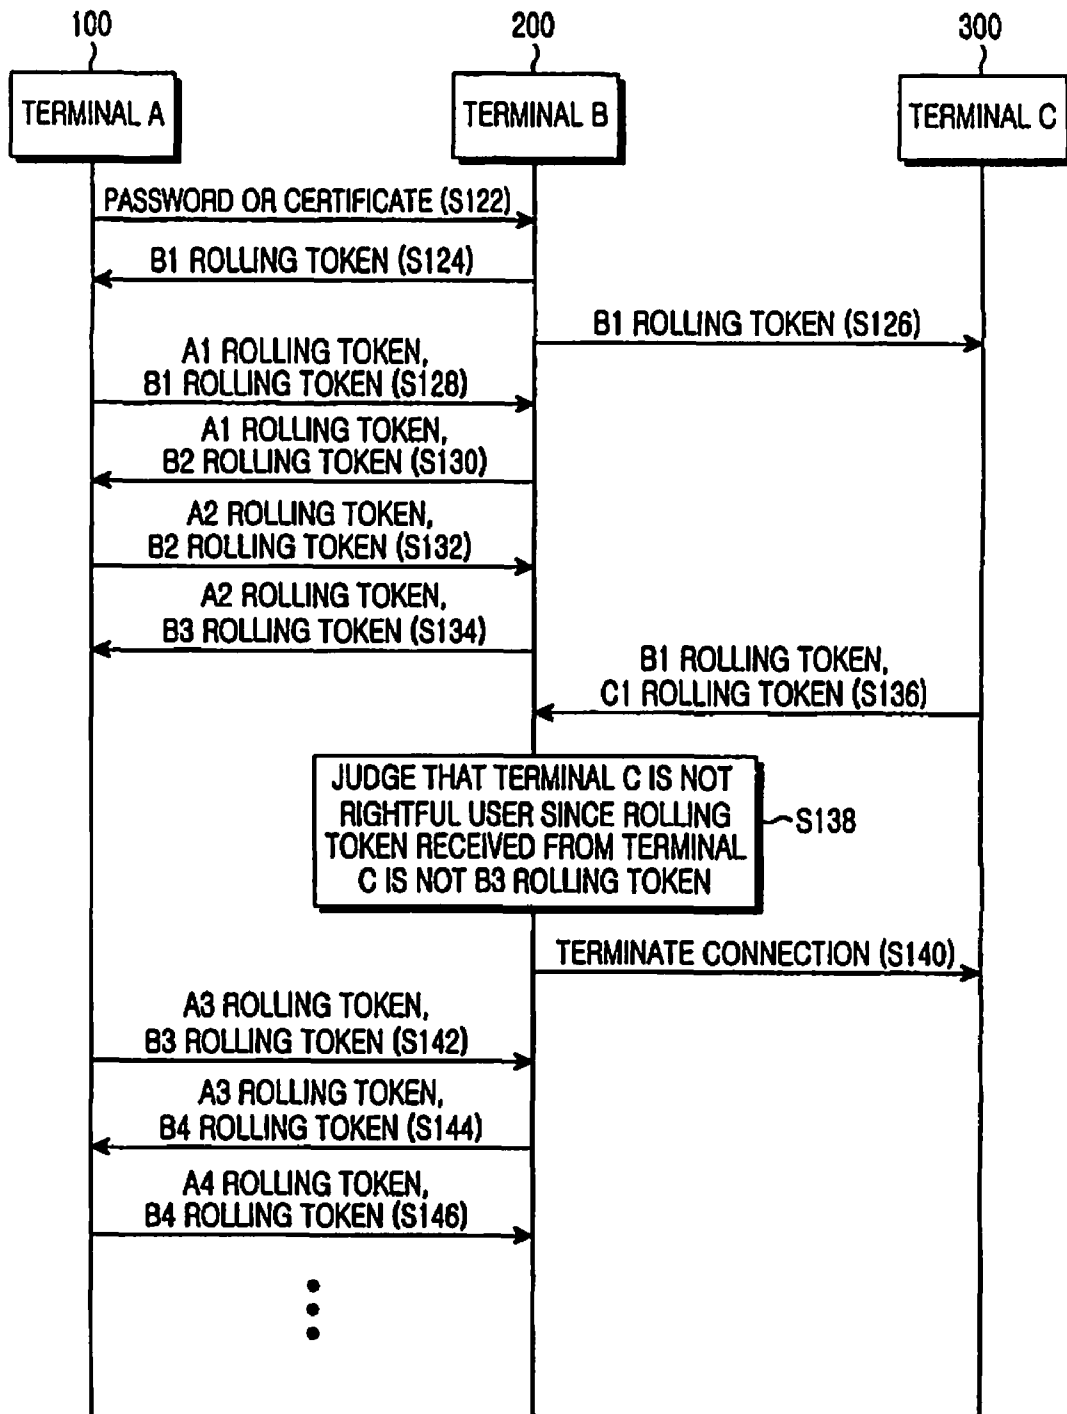 100
200
300
TERMINAL A
TERMINAL B
TERMINAL C
PASSWORD OR CERTIFICATE (S122)
B1 ROLLING TOKEN (S124)
B1 ROLLING TOKEN (S126)
A1 ROLLING TOKEN,
B1 ROLLING TOKEN (S128)
A1 ROLLING TOKEN,
B2 ROLLING TOKEN (S130)
A2 ROLLING TOKEN,
B2 ROLLING TOKEN (S132)
A2 ROLLING TOKEN,
B3 ROLLING TOKEN (S134)
B1 ROLLING TOKEN,
C1 ROLLING TOKEN (S136)
JUDGE THAT TERMINAL C IS NOT
RIGHTFUL USER SINCE ROLLING
TOKEN RECEIVED FROM TERMINAL
C IS NOT B3 ROLLING TOKEN
S138
TERMINATE CONNECTION (S140)
A3 ROLLING TOKEN,
B3 ROLLING TOKEN (S142)
A3 ROLLING TOKEN,
B4 ROLLING TOKEN (S144)
A4 ROLLING TOKEN,
B4 ROLLING TOKEN (S146)